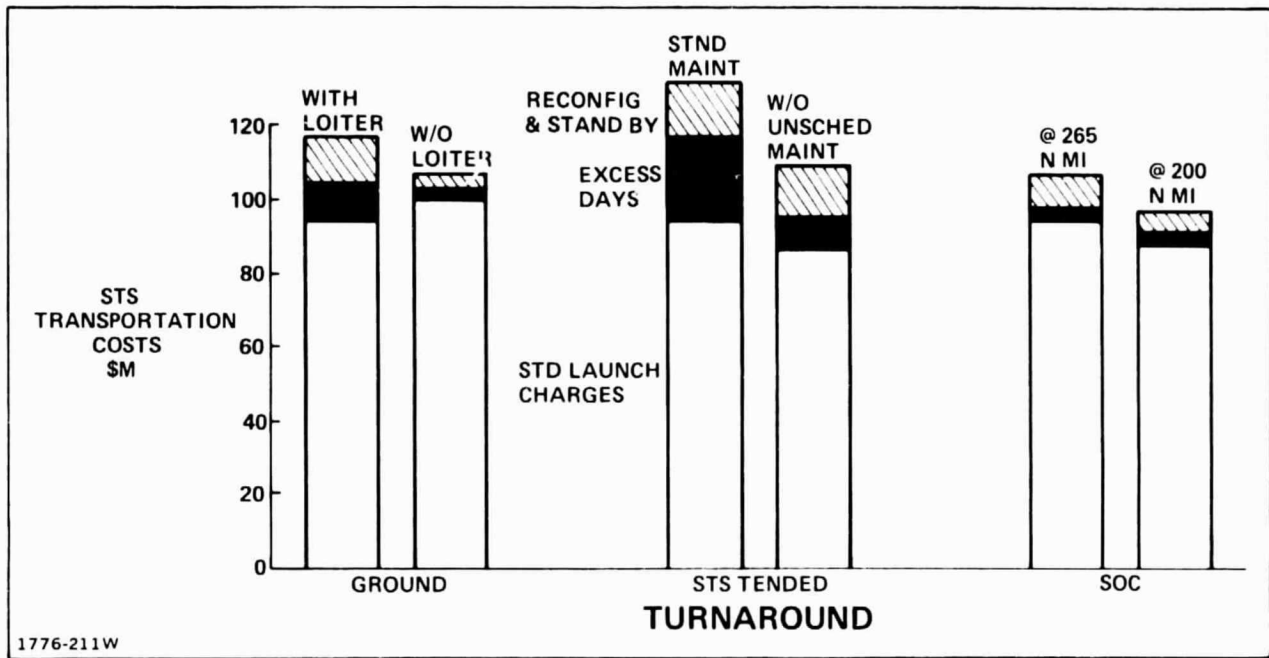 STND
MAINT
WITH
LOITER
RECONFIG
& STAND BY
W/O
UNSCHED
MAINT
W/O
LOITER
@ 265
N MI
@ 200
N MI
EXCESS
DAYS
120
100
80
60
40
20
0
STS
TRANSPORTATION
COSTS
$M
STD LAUNCH
CHARGES
GROUND
STS TENDED
SOC
TURNAROUND
1776-211W